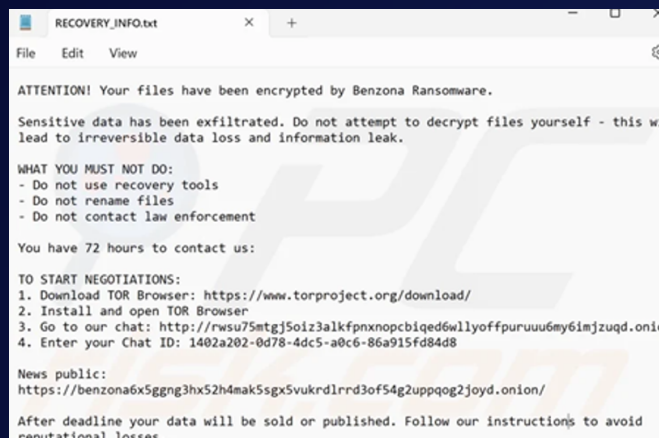 RECOVERY_INFO.txt
File Edit View
ATTENTION! Your files have been encrypted by Benzona Ransomware.
Sensitive data has been exfiltrated. Do not attempt to decrypt files yourself - this
lead to irreversible data loss and information leak.
WHAT YOU MUST NOT DO:
- Do not use recovery tools
- Do not rename files
- Do not contact law enforcement
You have 72 hours to contact us:
TO START NEGOTIATIONS:
1. Download TOR Browser: https://www.torproject.org/download/
2. Install and open TOR Browser
3. Go to our chat: http://rwsu75mtgj5oiz3alkfpnxnopcbiqed6wllyoffpuruuu6my6imjzuqd.oni
4. Enter your Chat ID: 1402a202-0d78-4dc5-a0c6-86a915fd84d8
News public:
https://benzona6x5ggng3hx52h4mak5sgx5vukrdlrrd3of54g2uppqog2joyd.onion/
After deadline your data will be sold or published. Follow our instructions to avoid
reputational losses
PC
risk.com